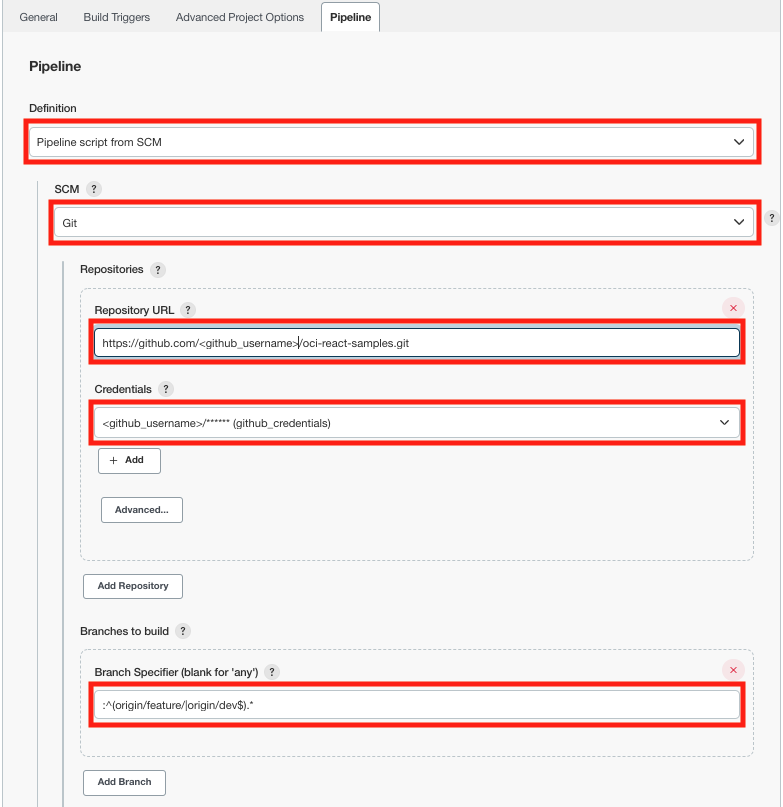 General Build Triggers Advanced Project Options Pipeline
Pipeline
Definition
Pipeline script from SCM
SCM ?
Git
?
Repositories ?
Repository URL ?
https://github.com/<github_username>/oci-react-samples.git
Credentials ?
<github_username>/****** (github_credentials)
+ Add
Advanced...
Add Repository
Branches to build ?
Branch Specifier (blank for 'any') ?
:^(origin/feature/|origin/dev$).*
Add Branch